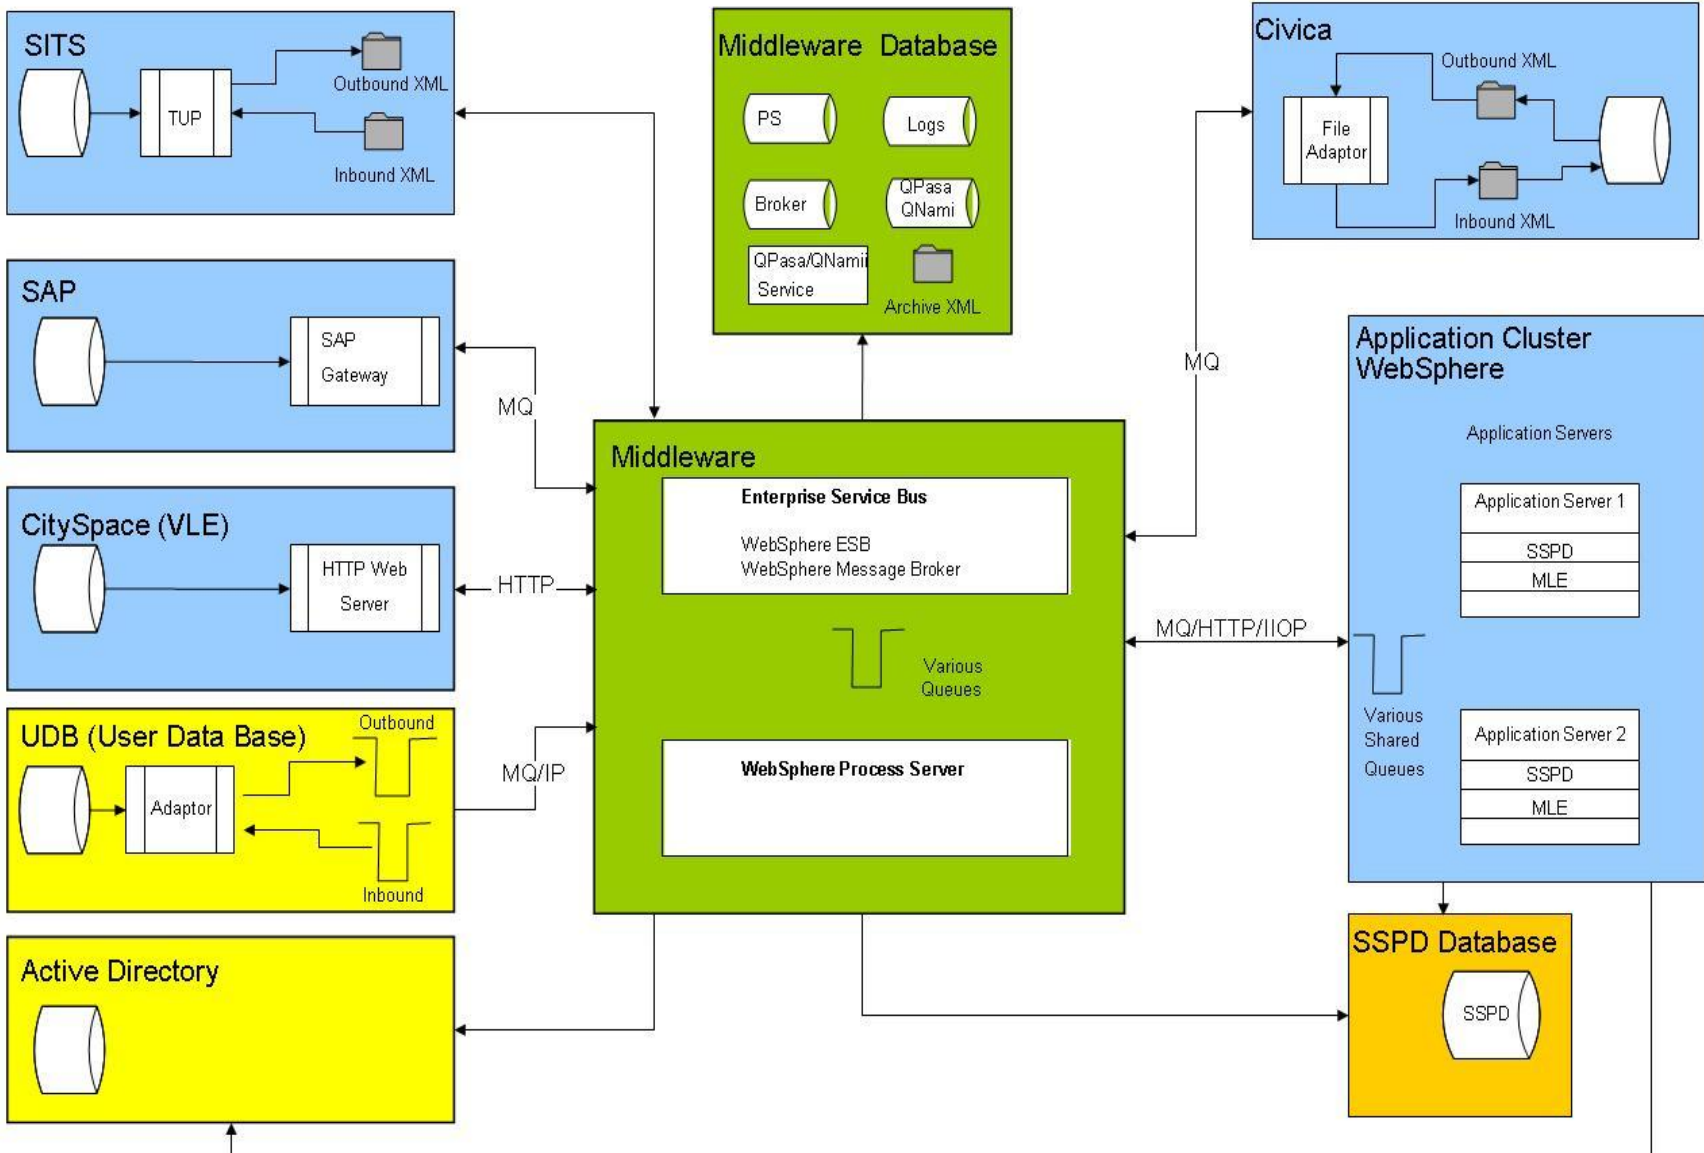 SITS
TUP
Outbound XML
Inbound XML
Middleware Database
PS
Logs
Broker
QPasa
QNami
QPasa/QNamii
Service
Archive XML
Civica
Outbound XML
File
Adaptor
Inbound XML
SAP
SAP
Gateway
MQ
MQ
Application Cluster
WebSphere
Application Servers
Application Server 1
SSPD
MLE
Various
Shared
Queues
Application Server 2
SSPD
MLE
CitySpace (VLE)
HTTP Web
Server
HTTP
Middleware
Enterprise Service Bus
WebSphere ESB
WebSphere Message Broker
Various
Queues
WebSphere Process Server
MQ/HTTP/IIOP
UDB (User Data Base)
Outbound
Adaptor
Inbound
MQ/IP
Active Directory
SSPD Database
SSPD